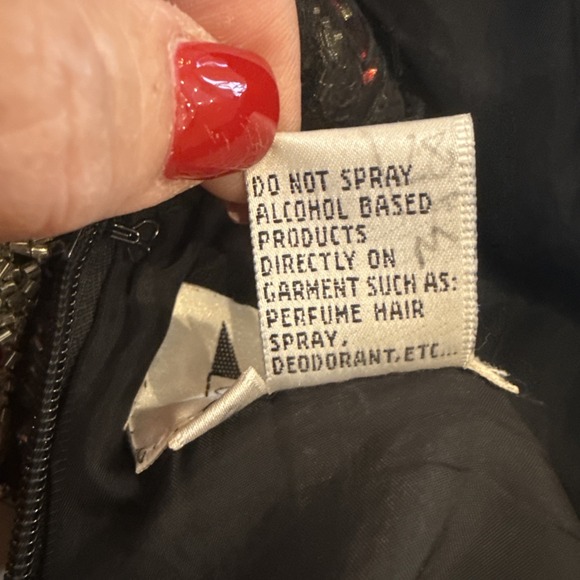 DO NOT SPRAY
ALCOHOL BASED
PRODUCTS
DIRECTLY ON
GARMENT SUCH AS:
PERFUME HAIR
SPRAY,
DEODORANT,ETC...